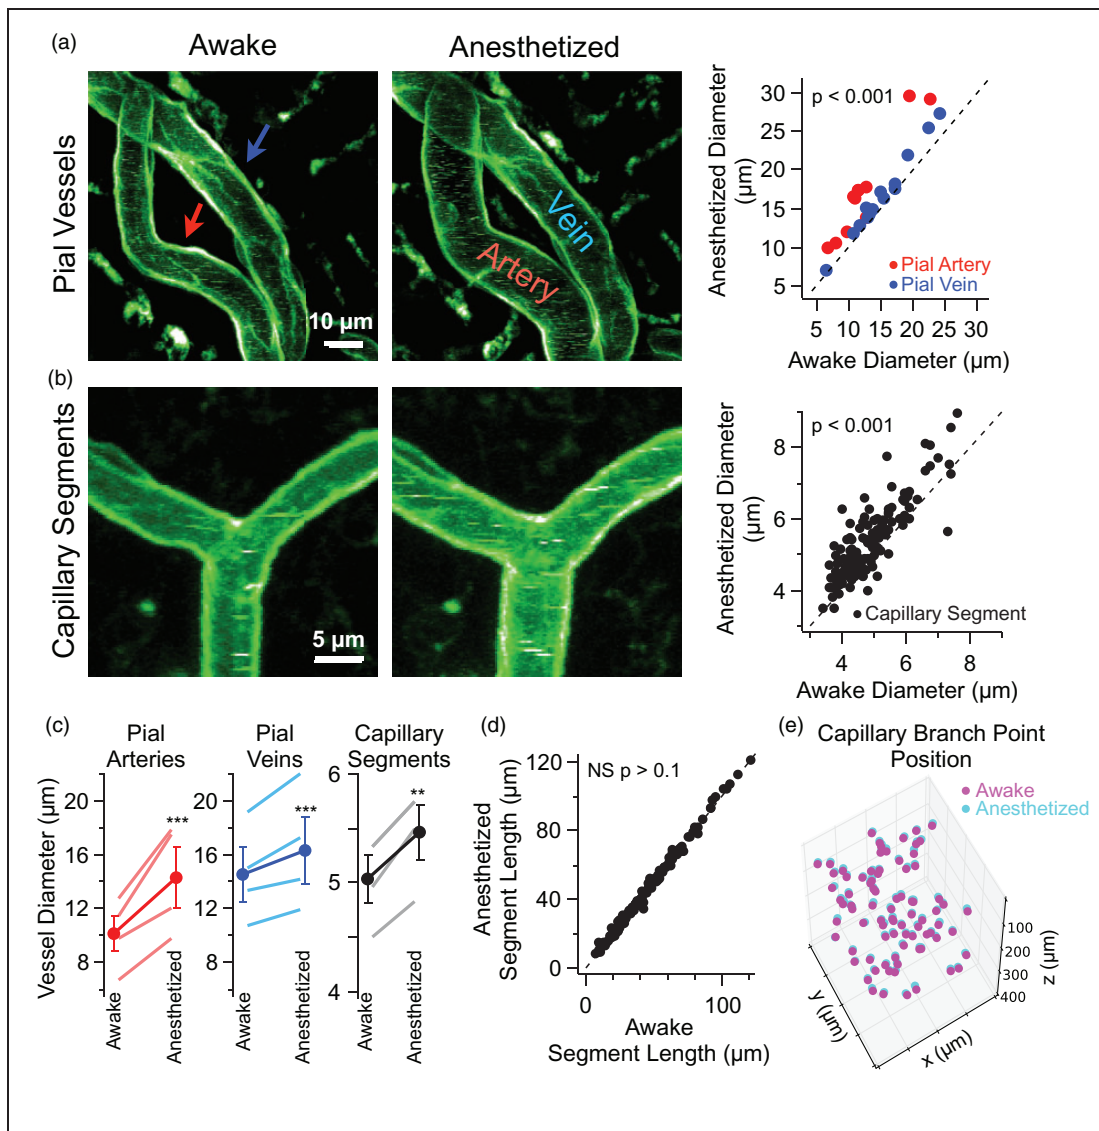 (a)
Awake
Anesthetized
Pial Vessels
10 µm
Artery
Vein
p < 0.001
Anesthetized Diameter
(µm)
30
25
20
15
10
5
Pial Artery
Pial Vein
5 10 15 20 25 30
Awake Diameter (µm)
(b)
Capillary Segments
5 µm
p < 0.001
Anesthetized Diameter
(µm)
8
6
4
Capillary Segment
4 6 8
Awake Diameter (µm)
(c)
Pial
Arteries
Pial
Veins
Capillary
Segments
Vessel Diameter (µm)
20
16
12
8
***
Awake
Anesthetized
20
16
12
8
***
Awake
Anesthetized
6
5
4
**
Awake
Anesthetized
(d)
NS p > 0.1
Anesthetized
Segment Length (µm)
120
80
40
0
0 100
Awake
Segment Length (µm)
(e)
Capillary Branch Point
Position
Awake
Anesthetized
100
200
300
400
z (µm)
y (µm)
x (µm)